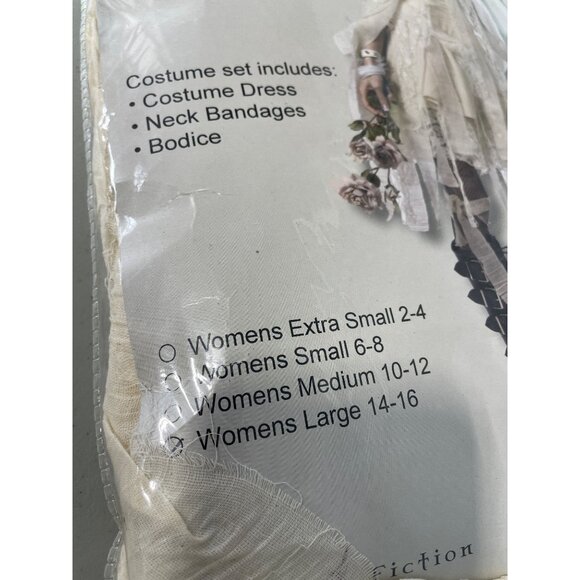 Costume set includes:
• Costume Dress
• Neck Bandages
• Bodice
Womens Extra Small 2-4
Womens Small 6-8
Womens Medium 10-12
Womens Large 14-16
Fiction